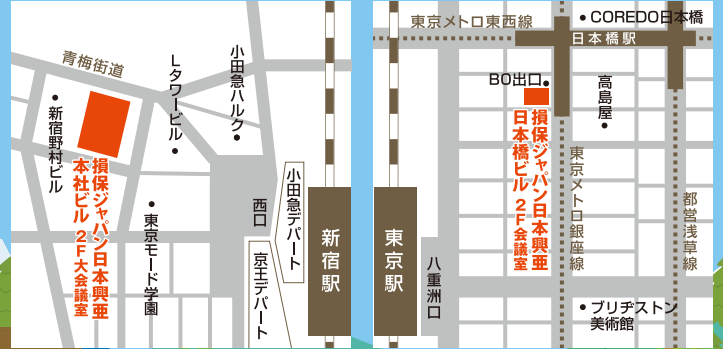 青梅街道
新宿野村ビル
損保ジャパン日本興亜
本社ビル 2F大会議室
Lタワービル
小田急ハルク
東京モード学園
西口
小田急デパート
京王デパート
新宿駅
東京メトロ東西線
COREDO日本橋
日本橋駅
B0出口
高島屋
損保ジャパン日本興亜
日本橋ビル 2F会議室
東京メトロ銀座線
都営浅草線
東京駅
八重洲口
ブリヂストン
美術館